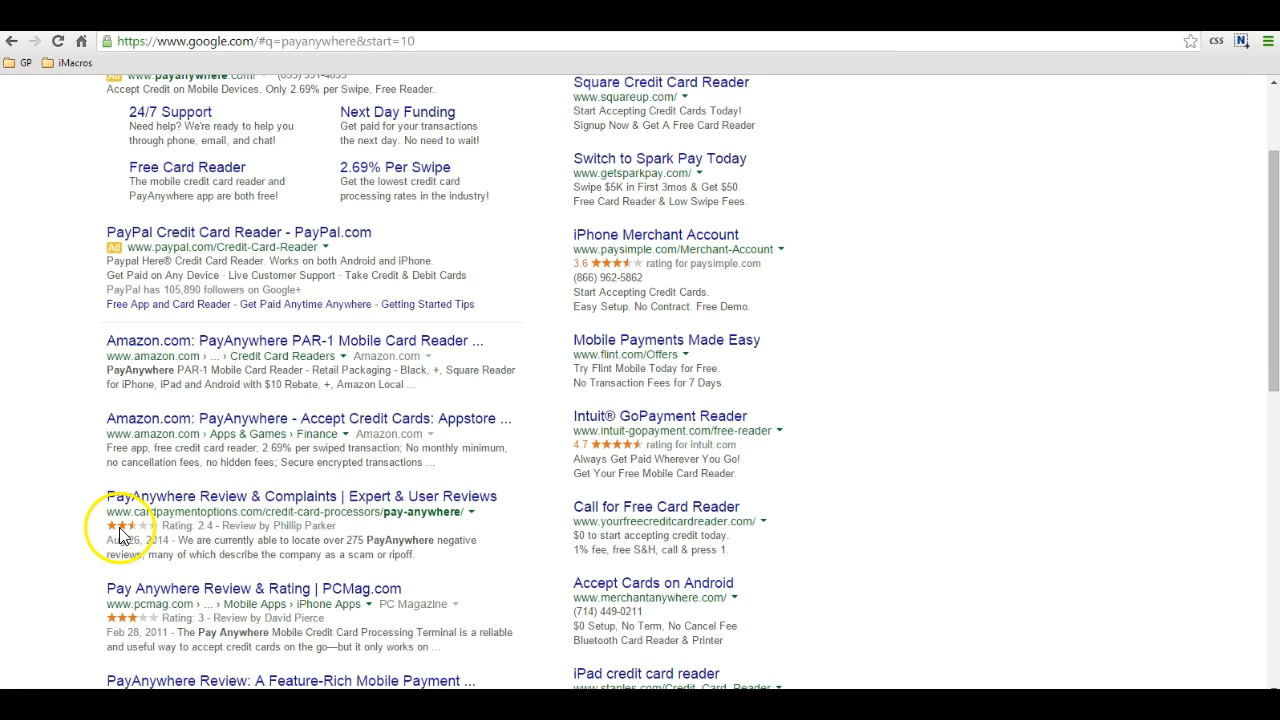 https://www.google.com/#q=payanywhere&start=10
css
N
GP
iMacros
Ad www.payanywhere.com/
Accept Credit on Mobile Devices. Only 2.69% per Swipe, Free Reader.
24/7 Support
Need help? We're ready to help you
through phone, email, and chat!
Next Day Funding
Get paid for your transactions
the next day. No need to wait!
Free Card Reader
The mobile credit card reader and
PayAnywhere app are both free!
2.69% Per Swipe
Get the lowest credit card
processing rates in the industry!
PayPal Credit Card Reader - PayPal.com
Ad www.paypal.com/Credit-Card-Reader
Paypal Here® Credit Card Reader. Works on both Android and iPhone.
Get Paid on Any Device · Live Customer Support · Take Credit & Debit Cards
PayPal has 105,890 followers on Google+
Free App and Card Reader - Get Paid Anytime Anywhere - Getting Started Tips
Amazon.com: PayAnywhere PAR-1 Mobile Card Reader ...
www.amazon.com › ... › Credit Card Readers Amazon.com
PayAnywhere PAR-1 Mobile Card Reader - Retail Packaging - Black, +, Square Reader
for iPhone, iPad and Android with $10 Rebate, +, Amazon Local ...
Amazon.com: PayAnywhere - Accept Credit Cards: Appstore ...
www.amazon.com › Apps & Games › Finance Amazon.com
Free app, free credit card reader; 2.69% per swiped transaction; No monthly minimum,
no cancellation fees, no hidden fees; Secure encrypted transactions ...
PayAnywhere Review & Complaints | Expert & User Reviews
www.cardpaymentoptions.com/credit-card-processors/pay-anywhere/
Rating: 2.4 - Review by Phillip Parker
Aug 26, 2014 - We are currently able to locate over 275 PayAnywhere negative
reviews, many of which describe the company as a scam or ripoff.
Pay Anywhere Review & Rating | PCMag.com
www.pcmag.com › ... › Mobile Apps › iPhone Apps PC Magazine
Rating: 3 - Review by David Pierce
Feb 28, 2011 - The Pay Anywhere Mobile Credit Card Processing Terminal is a reliable
and useful way to accept credit cards on the go—but it only works on ...
PayAnywhere Review: A Feature-Rich Mobile Payment ...
Square Credit Card Reader
www.squareup.com/
Start Accepting Credit Cards Today!
Signup Now & Get A Free Card Reader
Switch to Spark Pay Today
www.getsparkpay.com/
Swipe $5K in First 3mos & Get $50.
Free Card Reader & Low Swipe Fees.
iPhone Merchant Account
www.paysimple.com/Merchant-Account
3.6 rating for paysimple.com
(866) 962-5862
Start Accepting Credit Cards.
Easy Setup. No Contract. Free Demo.
Mobile Payments Made Easy
www.flint.com/Offers
Try Flint Mobile Today for Free.
No Transaction Fees for 7 Days.
Intuit® GoPayment Reader
www.intuit-gopayment.com/free-reader
4.7 rating for intuit.com
Always Get Paid Wherever You Go!
Get Your Free Mobile Card Reader.
Call for Free Card Reader
www.yourfreecreditcardreader.com/
$0 to start accepting credit today.
1% fee, free S&H, call & press 1.
Accept Cards on Android
www.merchantanywhere.com/
(714) 449-0211
$0 Setup, No Term, No Cancel Fee
Bluetooth Card Reader & Printer
iPad credit card reader
www.staples.com/Credit_Card_Reader